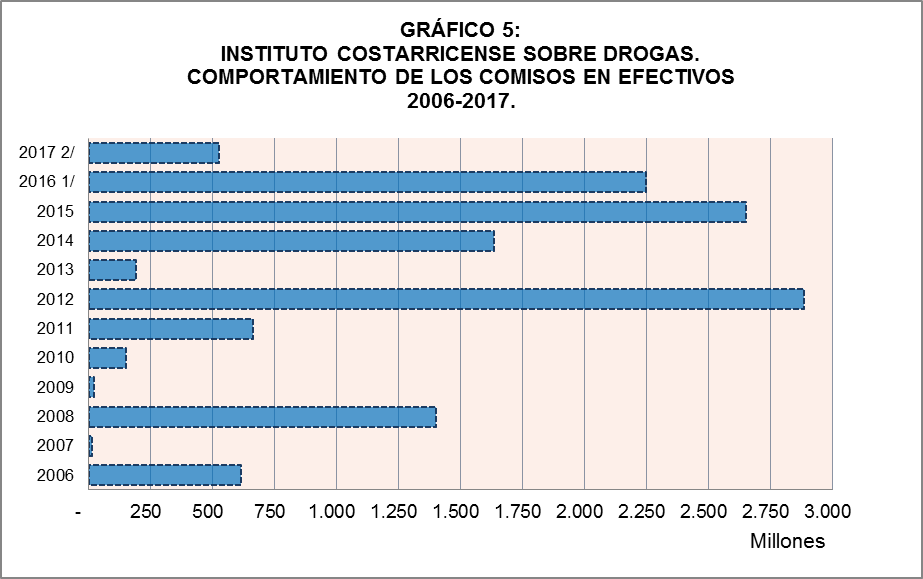 GRÁFICO 5:
INSTITUTO COSTARRICENSE SOBRE DROGAS.
COMPORTAMIENTO DE LOS COMISOS EN EFECTIVOS
2006-2017.
2017 2/
2016 1/
2015
2014
2013
2012
2011
2010
2009
2008
2007
2006
- 250 500 750 1.000 1.250 1.500 1.750 2.000 2.250 2.500 2.750 3.000
Millones